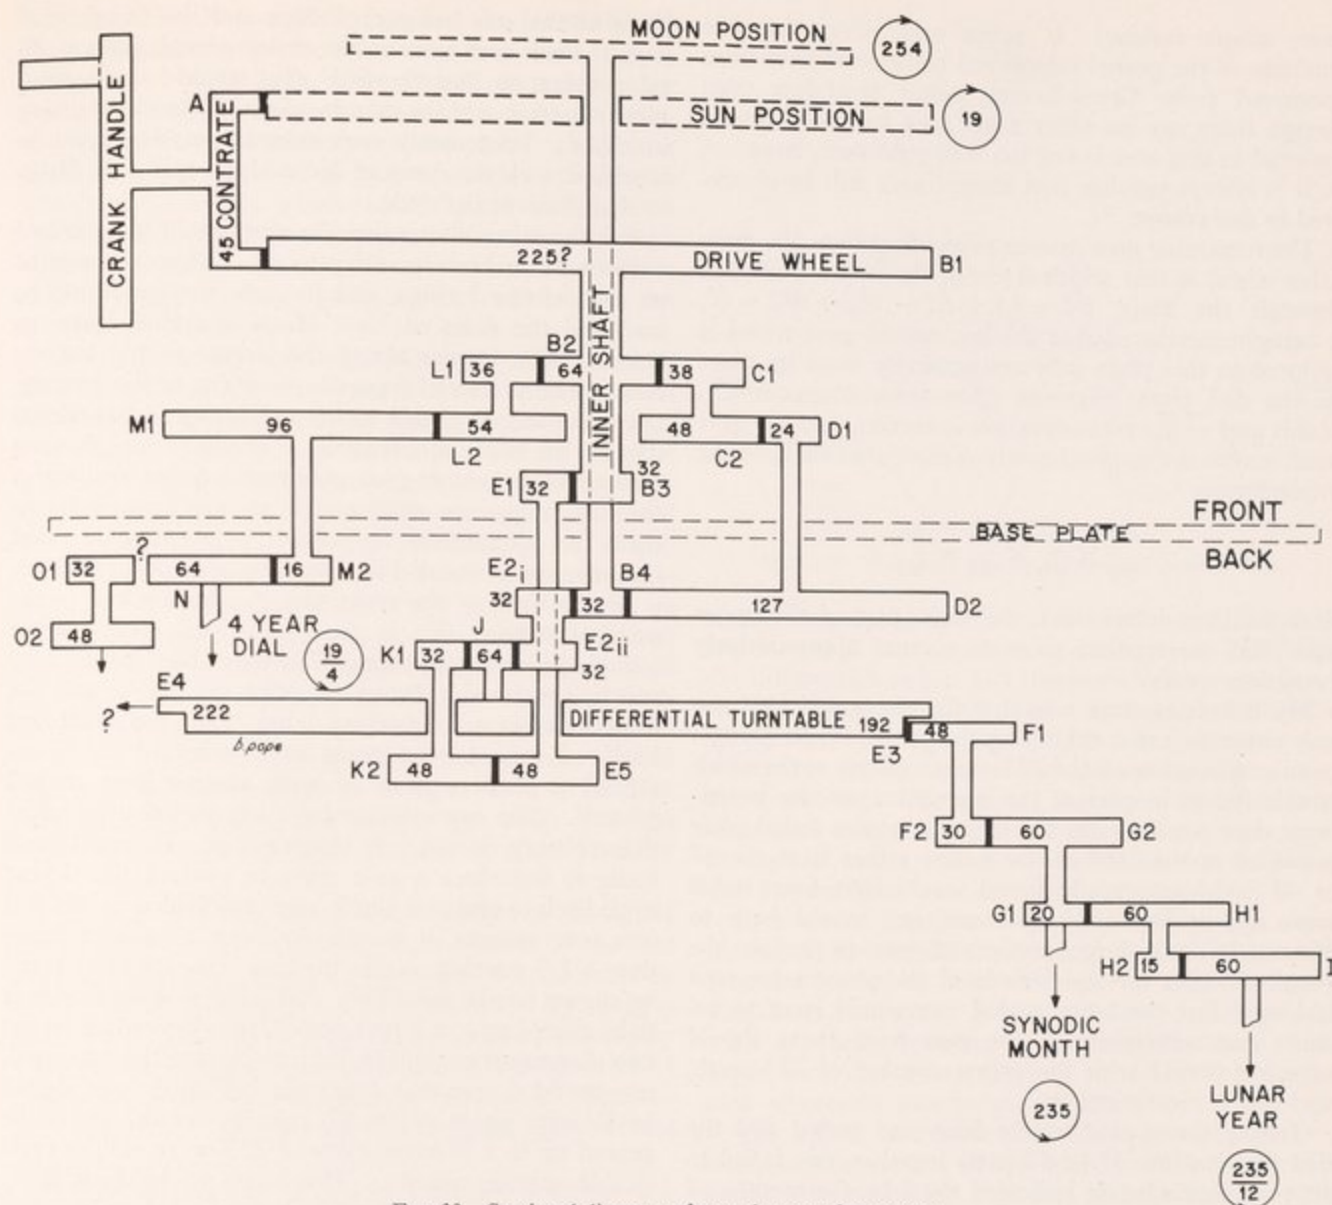 MOON POSITION
254
A
SUN POSITION
19
CRANK HANDLE
45 CONTRATE
225?
DRIVE WHEEL
B1
INNER SHAFT
B2
L1 36 64 38 C1
M1 96 54 48 24 D1
L2 C2
32
E1 32 B3
FRONT
BASE PLATE
BACK
?
O1 32 64 16 M2
E2i B4
32 32 127 D2
N
O2 48
4 YEAR
DIAL
19/4
J
K1 32 64 E2ii
32
E4
? 222
DIFFERENTIAL TURNTABLE 192 48 F1
E3
b. pope
K2 48 48 E5
F2 30 60 G2
G1 20 60 H1
H2 15 60 I
SYNODIC
MONTH
235
LUNAR
YEAR
235/12